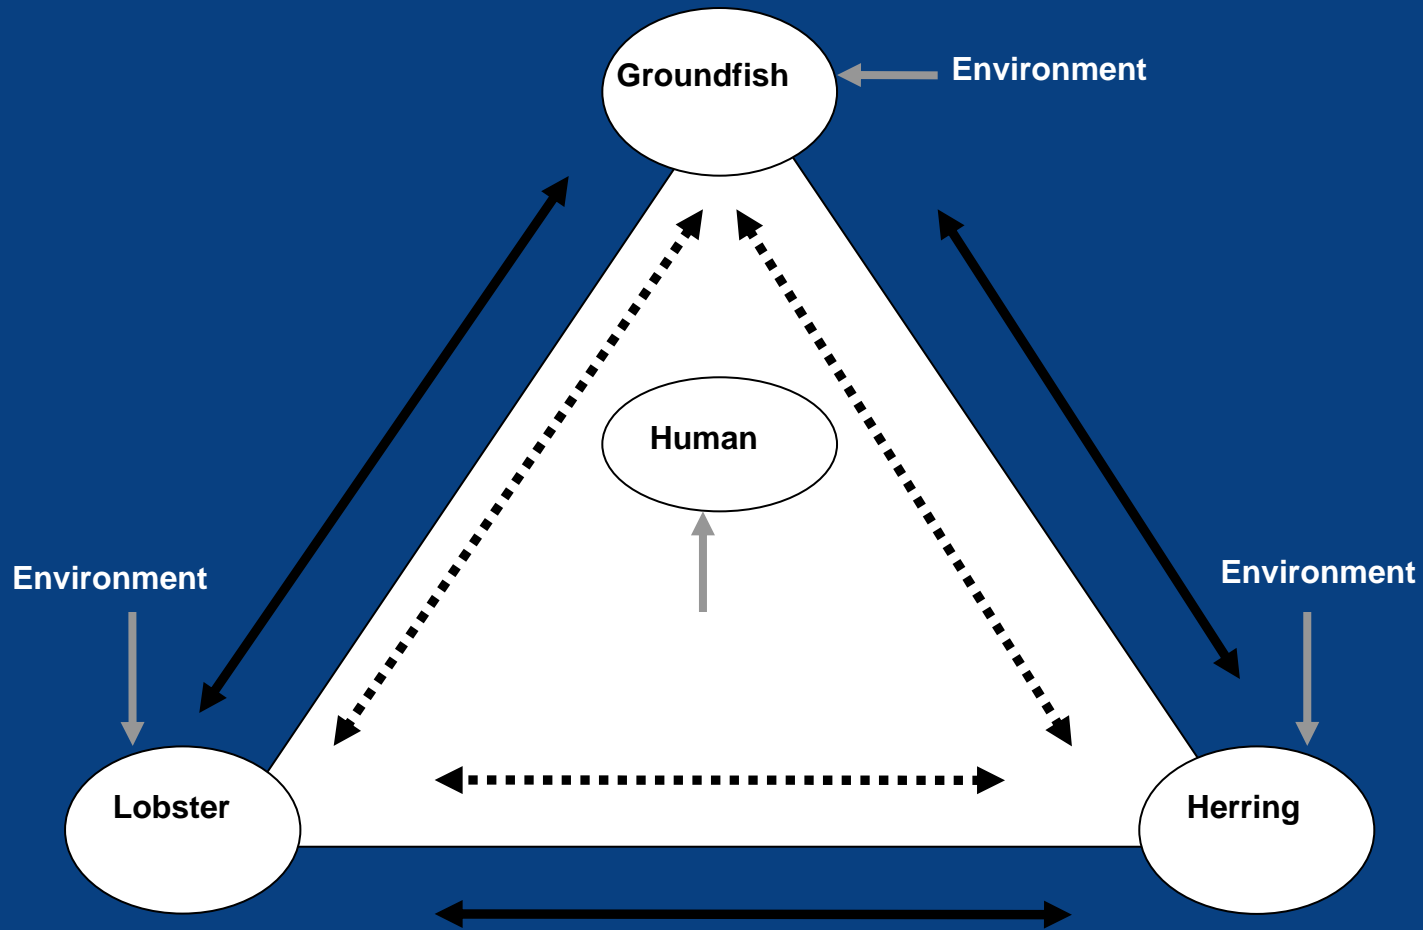 Groundfish
Environment
Human
Environment
Environment
Lobster
Herring